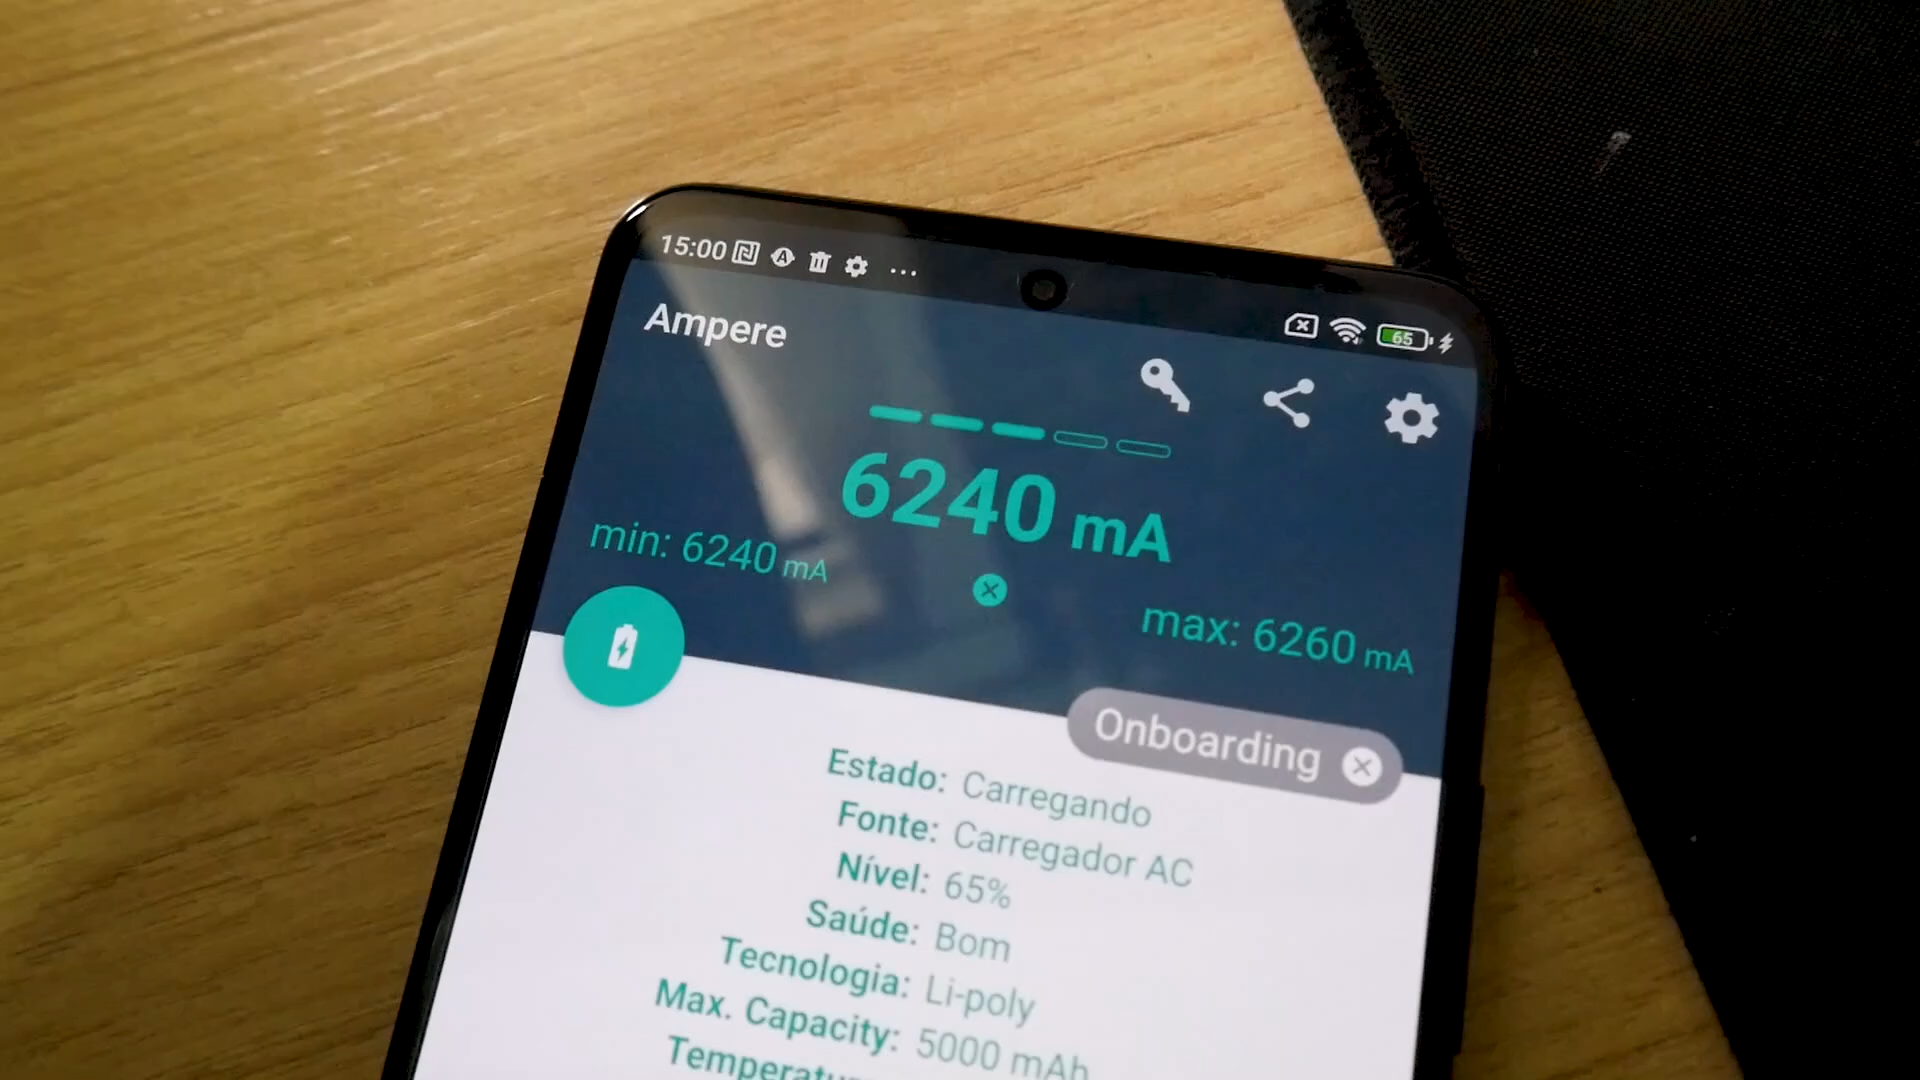 15:00
65
Ampere
6240 mA
min: 6240 mA
max: 6260 mA
Onboarding
Estado: Carregando
Fonte: Carregador AC
Nível: 65%
Saúde: Bom
Tecnologia: Li-poly
Max. Capacity: 5000 mAh